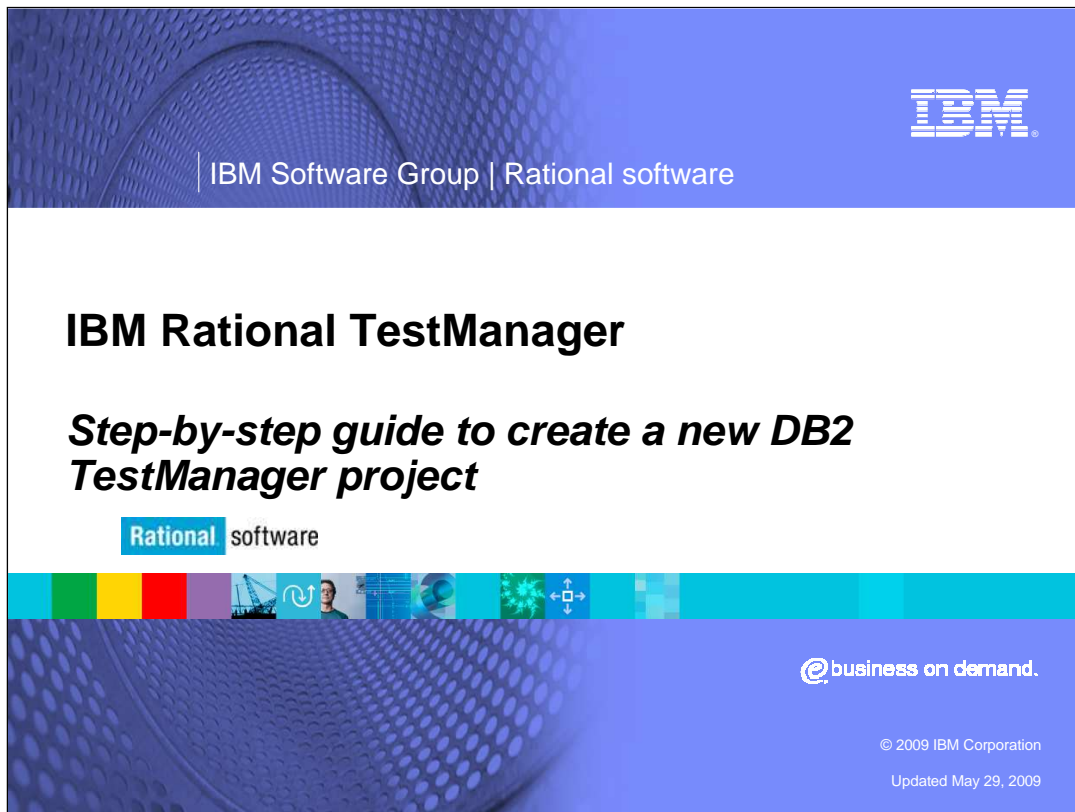 IBM®
IBM Software Group | Rational software
IBM Rational TestManager
Step-by-step guide to create a new DB2
TestManager project
Rational software
e business on demand.
© 2009 IBM Corporation
Updated May 29, 2009